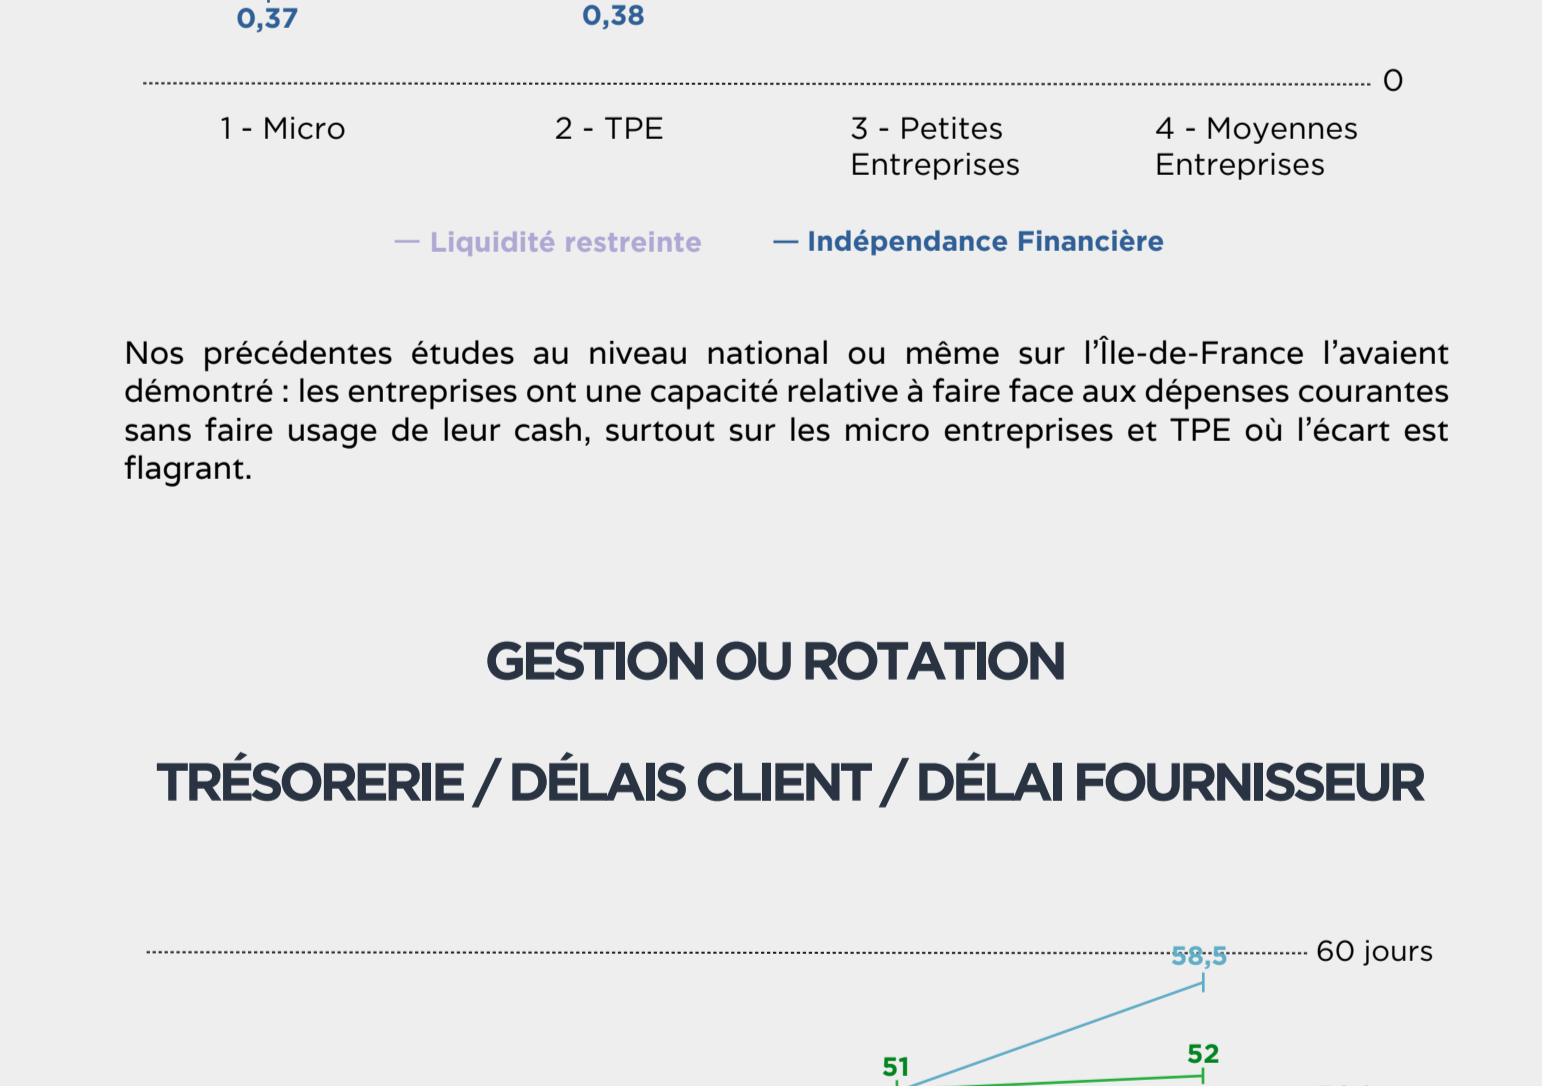 0,37
0,38
0
1 - Micro
2 - TPE
3 - Petites
Entreprises
4 - Moyennes
Entreprises
— Liquidité restreinte
— Indépendance Financière
Nos précédentes études au niveau national ou même sur l’Île-de-France l’avaient
démontré : les entreprises ont une capacité relative à faire face aux dépenses courantes
sans faire usage de leur cash, surtout sur les micro entreprises et TPE où l’écart est
flagrant.
GESTION OU ROTATION
TRÉSORERIE / DÉLAIS CLIENT / DÉLAI FOURNISSEUR
60 jours
58,5
52
51